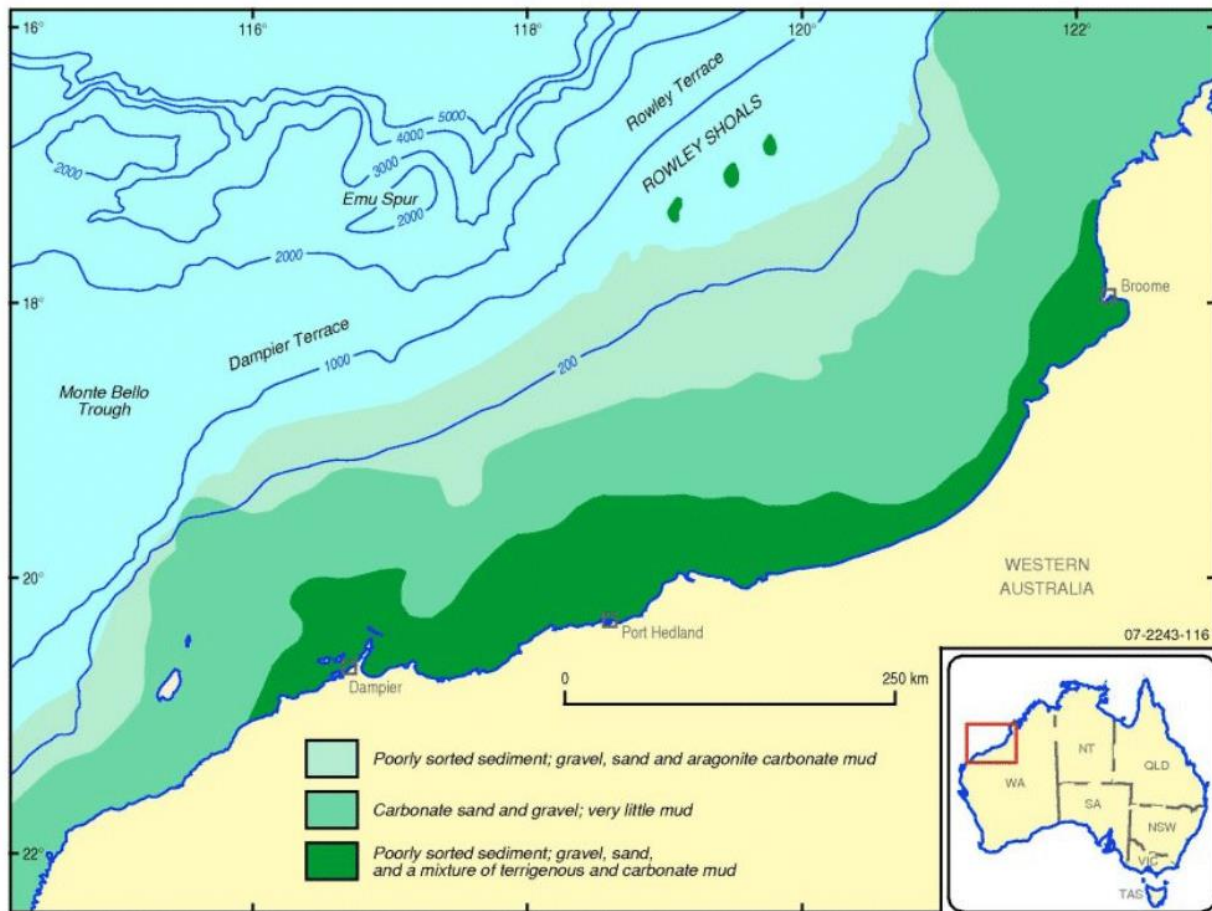 16°
116°
118°
120°
122°
Rowley Terrace
5000
4000
3000
2000
ROWLEY SHOALS
Emu Spur
2000
2000
18°
Broome
Dampier Terrace
1000
200
Monte Bello
Trough
20°
WESTERN
AUSTRALIA
Port Hedland
07-2243-116
Dampier
0
250 km
Poorly sorted sediment; gravel, sand and aragonite carbonate mud
Carbonate sand and gravel; very little mud
Poorly sorted sediment; gravel, sand,
and a mixture of terrigenous and carbonate mud
22°
NT
QLD
WA
SA
NSW
VIC
TAS